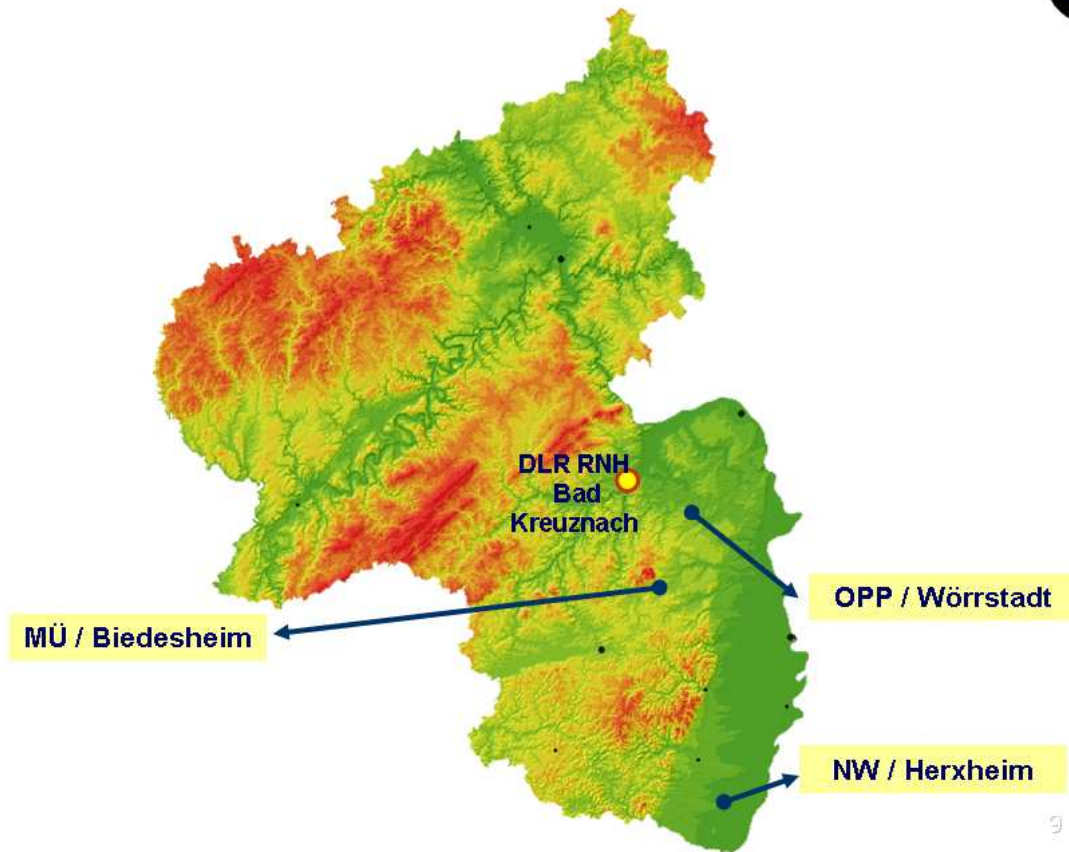 DLR RNH
Bad
Kreuznach
OPP / Wörrstadt
MÜ / Biedesheim
NW / Herxheim
9